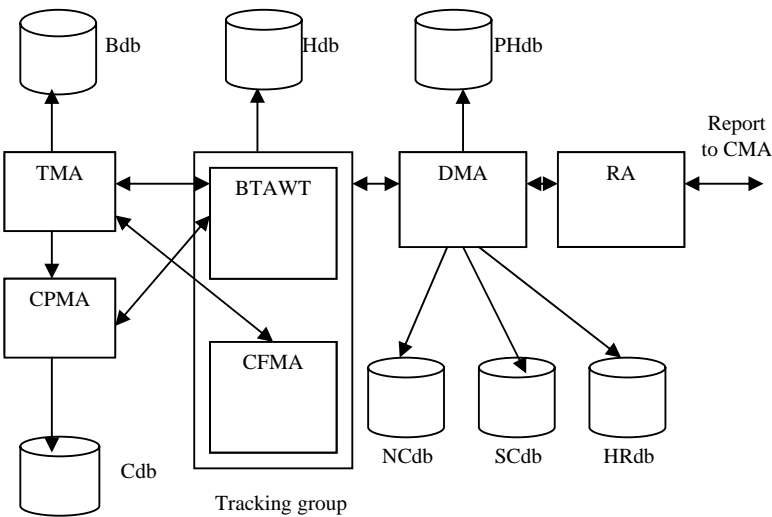 Bdb
Hdb
PHdb
Report
to CMA
TMA
BTAWT
DMA
RA
CPMA
CFMA
NCdb
SCdb
HRdb
Cdb
Tracking group